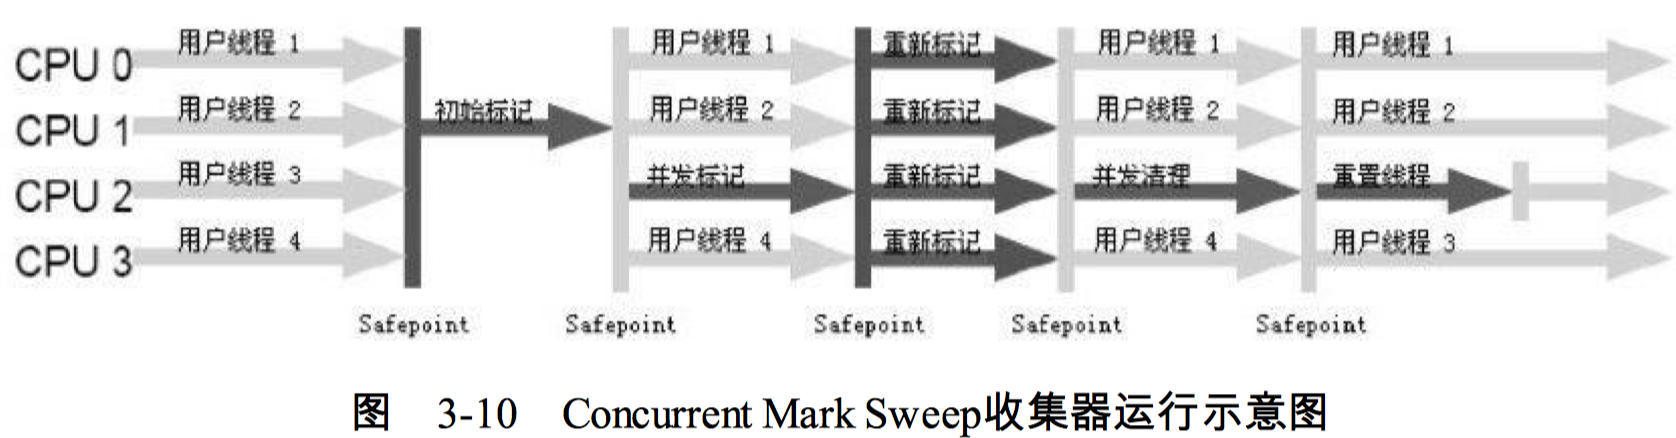 CPU 0 用户线程 1 用户线程 1 重新标记 用户线程 1 用户线程 1
CPU 1 用户线程 2 初始标记 用户线程 2 重新标记 用户线程 2 用户线程 2
CPU 2 用户线程 3 并发标记 重新标记 并发清理 重置线程
CPU 3 用户线程 4 用户线程 4 重新标记 用户线程 4 用户线程 3
Safepoint Safepoint Safepoint Safepoint Safepoint
图 3-10 Concurrent Mark Sweep收集器运行示意图